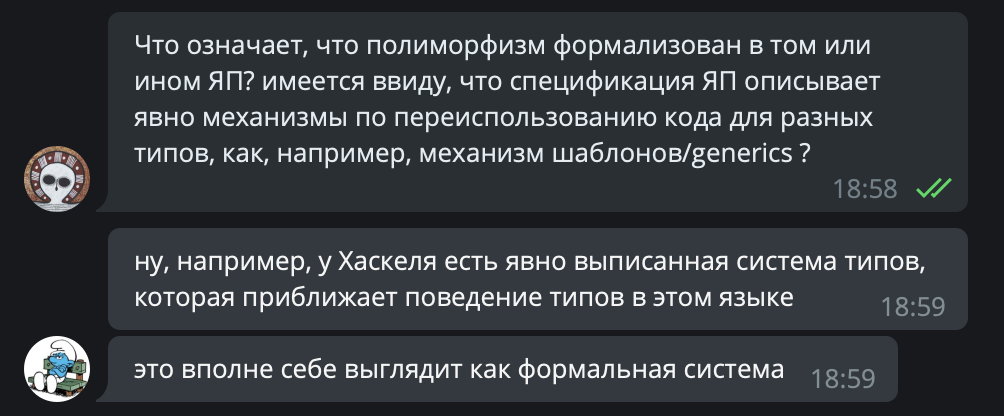 Что означает, что полиморфизм формализован в том или
ином ЯП? имеется ввиду, что спецификация ЯП описывает
явно механизмы по переиспользованию кода для разных
типов, как, например, механизм шаблонов/generics ?
18:58
ну, например, у Хаскеля есть явно выписанная система типов,
которая приближает поведение типов в этом языке
18:59
это вполне себе выглядит как формальная система
18:59